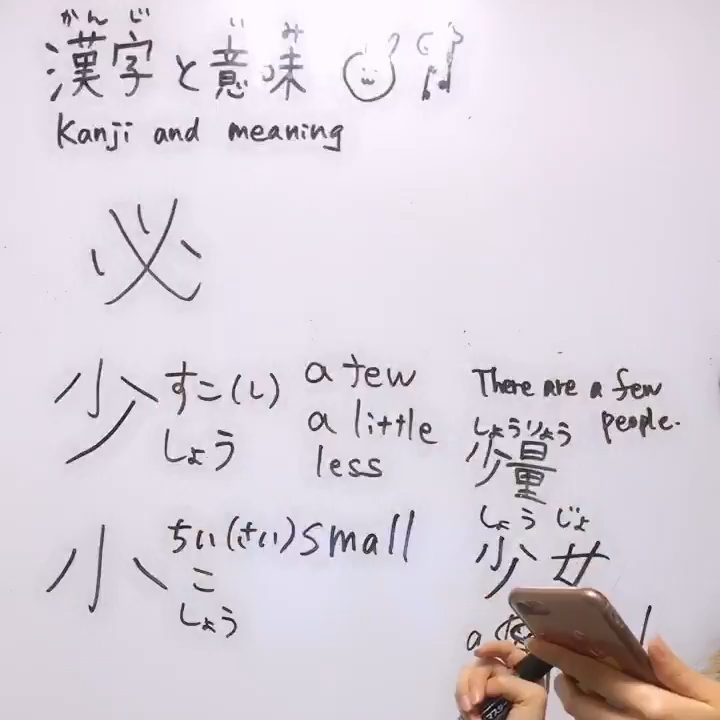 かん じ い み
漢字と意味
Kanji and meaning
必
少 すこ(し) a few
しょう a little
less
There are a few
people.
しょうりょう
少量
しょう じょ
少女
a
小 ちい(さい) small
こ
しょう